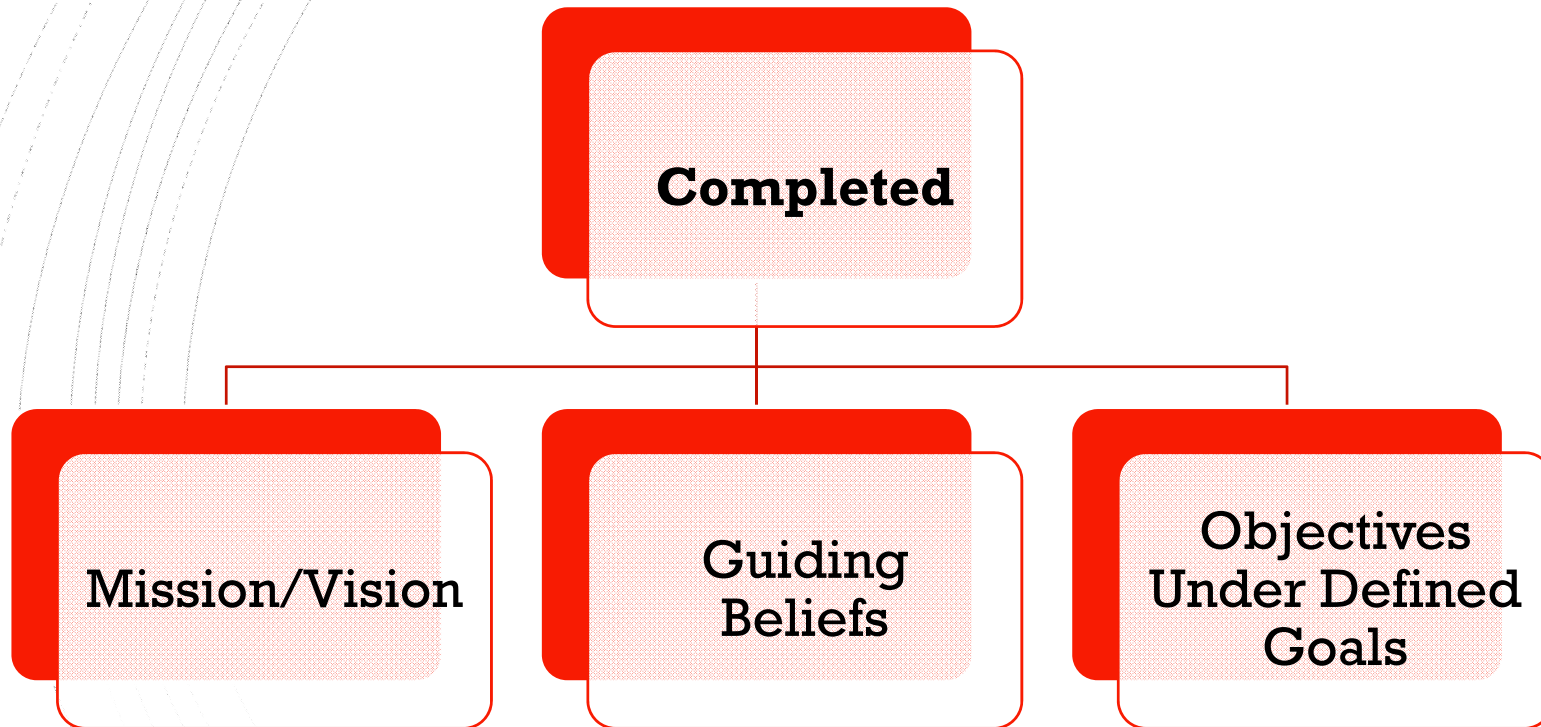 Completed
Mission/Vision
Guiding
Beliefs
Objectives
Under Defined
Goals